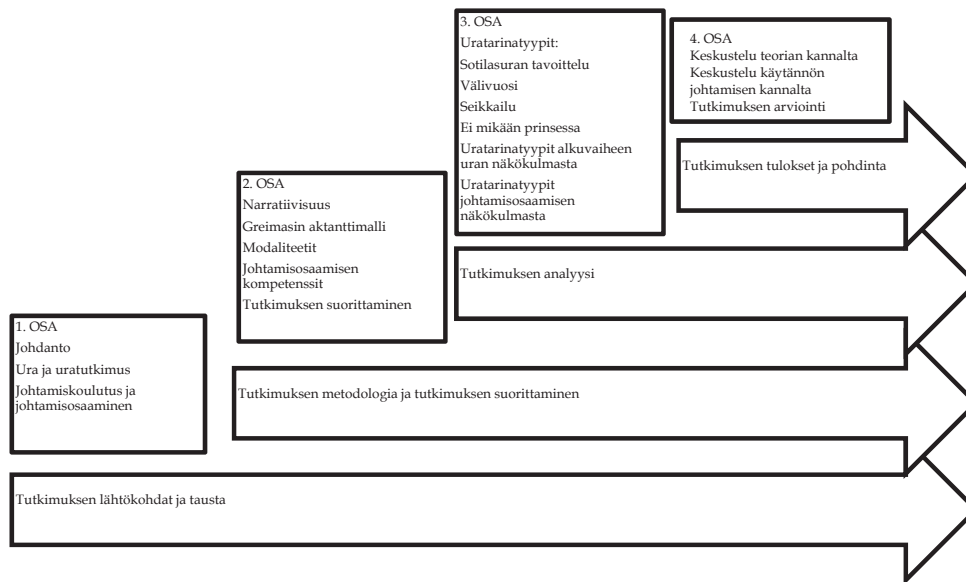 1. OSA
Johdanto
Ura ja uratutkimus
Johtamiskoulutus ja
johtamisosaaminen
Tutkimuksen lähtökohdat ja tausta
2. OSA
Narratiivisuus
Greimasin aktanttimalli
Modaliteetit
Johtamisosaamisen
kompetenssit
Tutkimuksen suorittaminen
Tutkimuksen metodologia ja tutkimuksen suorittaminen
3. OSA
Uratarinatyypit:
Sotilasuran tavoittelu
Välivuosi
Seikkailu
Ei mikään prinsessa
Uratarinatyypit alkuvaiheen
uran näkökulmasta
Uratarinatyypit
johtamisosaamisen
näkökulmasta
Tutkimuksen analyysi
4. OSA
Keskustelu teorian kannalta
Keskustelu käytännön
johtamisen kannalta
Tutkimuksen arviointi
Tutkimuksen tulokset ja pohdinta